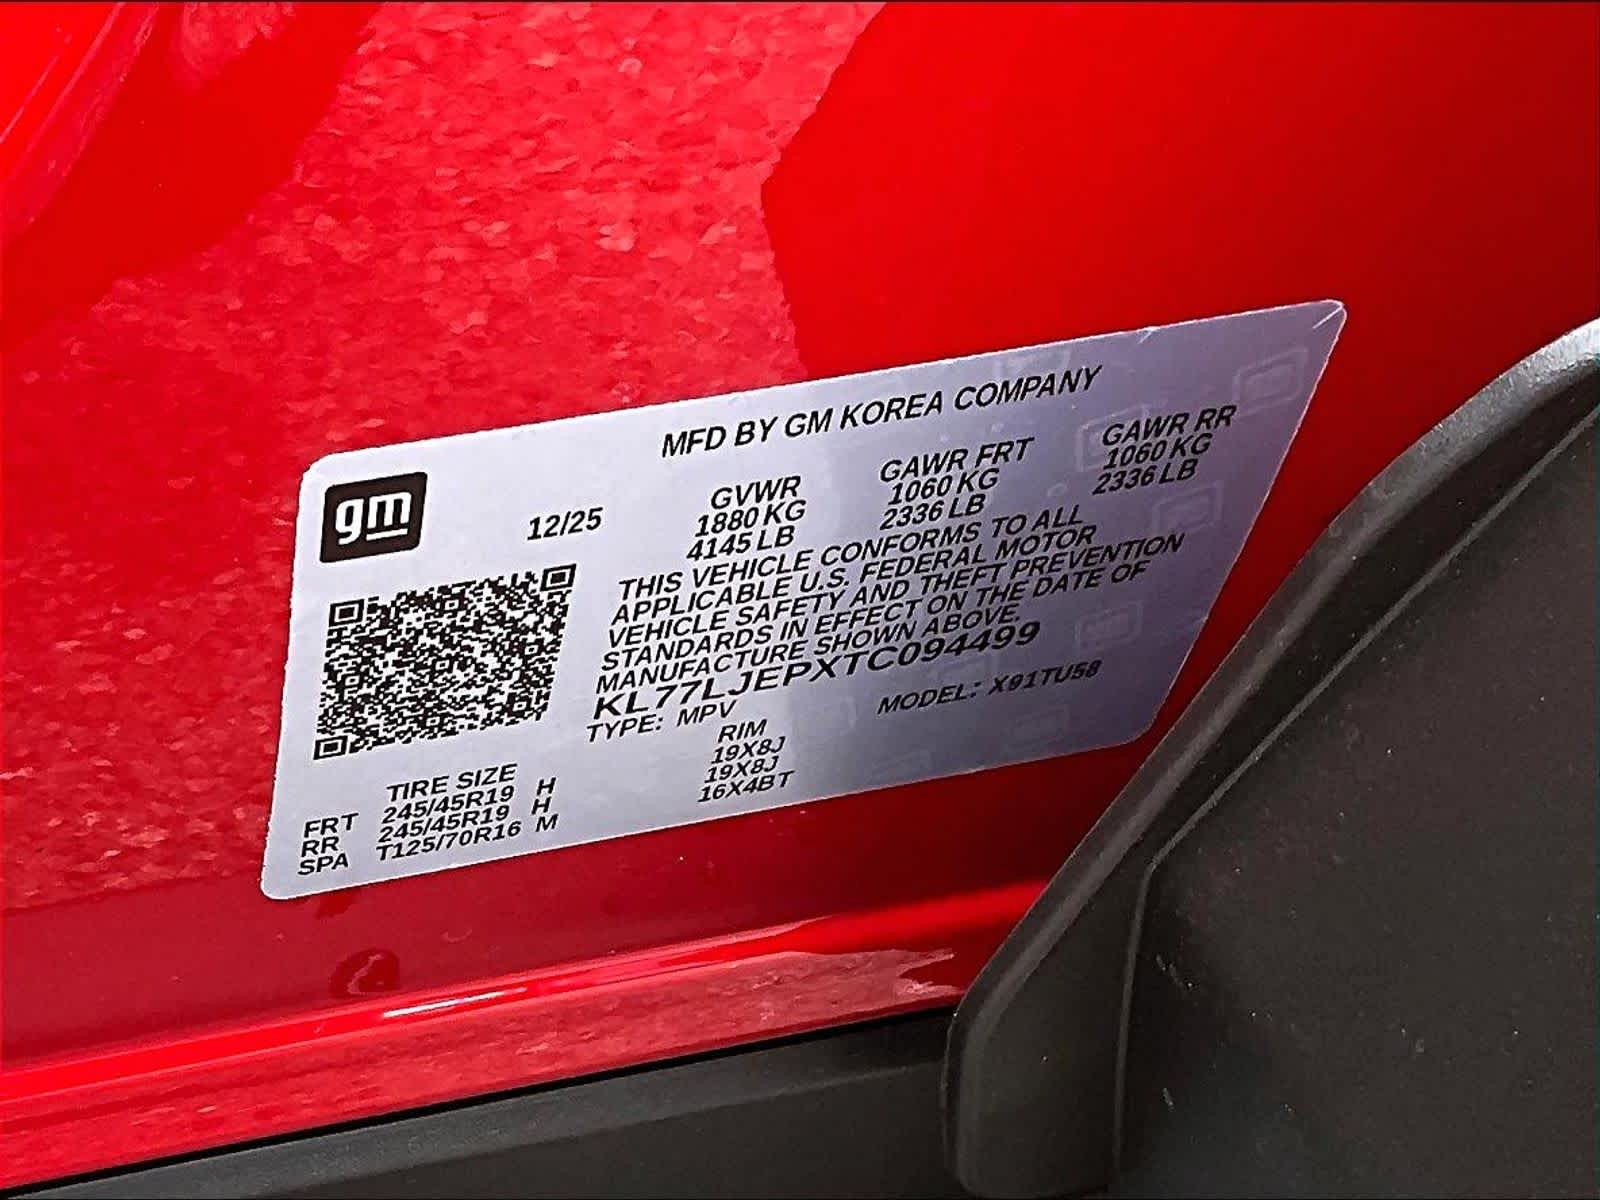 MFD BY GM KOREA COMPANY
gm
12/25
GVWR GAWR FRT GAWR RR
1880 KG 1060 KG 1060 KG
4145 LB 2336 LB 2336 LB
THIS VEHICLE CONFORMS TO ALL
APPLICABLE U.S. FEDERAL MOTOR
VEHICLE SAFETY AND THEFT PREVENTION
STANDARDS IN EFFECT ON THE DATE OF
MANUFACTURE SHOWN ABOVE.
KL77LJEPXTC094499
TYPE: MPV MODEL: X91TU58
TIRE SIZE RIM
FRT 245/45R19 H 19X8J
RR 245/45R19 H 19X8J
SPA T125/70R16 M 16X4BT